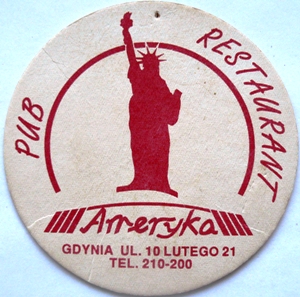 PUB RESTAURANT
Ameryka
GDYNIA UL. 10 LUTEGO 21
TEL. 210-200